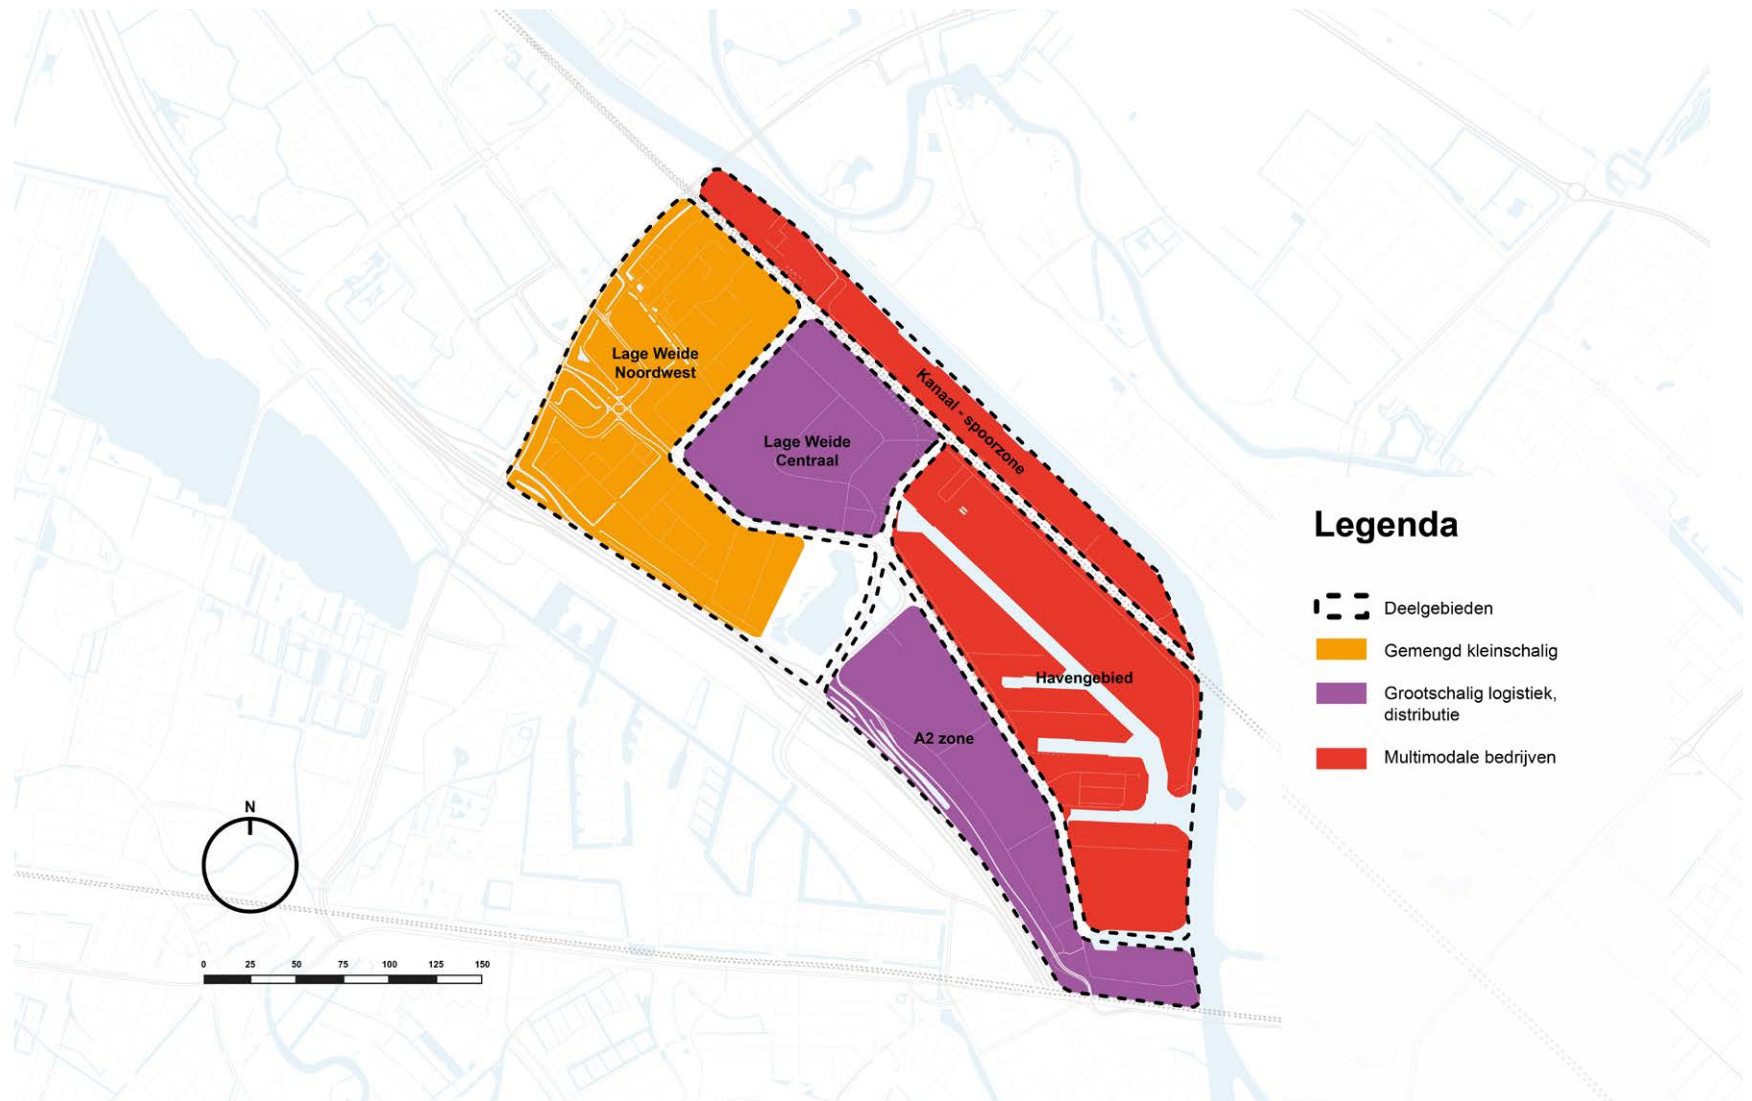 Lage Weide
Noordwest
Lage Weide
Centraal
Kanaal - spoorzone
Havengebied
A2 zone
N
0 25 50 75 100 125 150
Legenda
Deelgebieden
Gemengd kleinschalig
Grootschalig logistiek,
distributie
Multimodale bedrijven